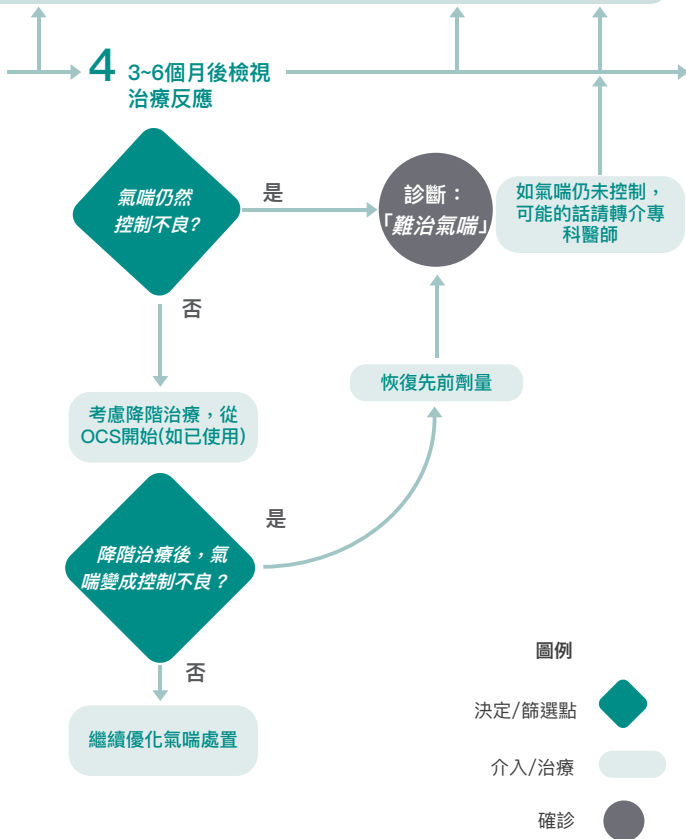 4 3~6個月後檢視
治療反應
氣喘仍然
控制不良?
是
診斷：
「難治氣喘」
如氣喘仍未控制，
可能的話請轉介專
科醫師
否
恢復先前劑量
考慮降階治療，從
OCS開始(如已使用)
是
降階治療後，氣
喘變成控制不良？
否
繼續優化氣喘處置
圖例
決定/篩選點
介入/治療
確診